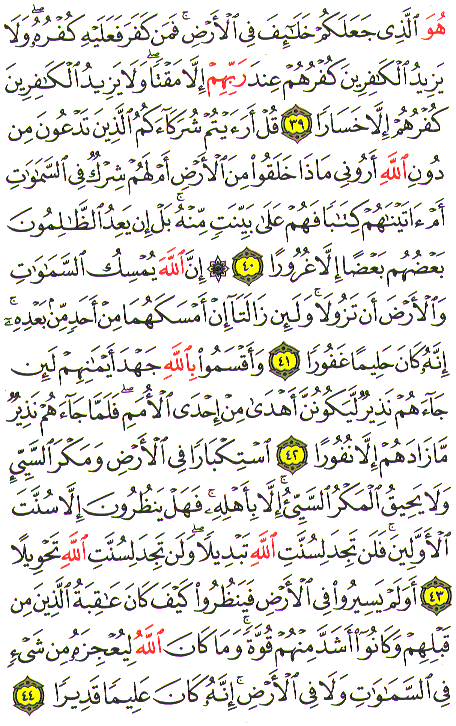 هُوَ ٱلَّذِى جَعَلَكُمْ خَلَـٰٓئِفَ فِى ٱلْأَرْضِ ۚ فَمَن كَفَرَ فَعَلَيْهِ كُفْرُهُۥ ۖ وَلَا
يَزِيدُ ٱلْكَـٰفِرِينَ كُفْرُهُمْ عِندَ رَبِّهِمْ إِلَّا مَقْتًا ۖ وَلَا يَزِيدُ ٱلْكَـٰفِرِينَ
كُفْرُهُمْ إِلَّا خَسَارًا ٣٩ قُلْ أَرَءَيْتُمْ شُرَكَآءَكُمُ ٱلَّذِينَ تَدْعُونَ مِن
دُونِ ٱللَّهِ أَرُونِى مَاذَا خَلَقُوا۟ مِنَ ٱلْأَرْضِ أَمْ لَهُمْ شِرْكٌ فِى ٱلسَّمَـٰوَٰتِ
أَمْ ءَاتَيْنَـٰهُمْ كِتَـٰبًا فَهُمْ عَلَىٰ بَيِّنَتٍ مِّنْهُ ۚ بَلْ إِن يَعِدُ ٱلظَّـٰلِمُونَ
بَعْضُهُم بَعْضًا إِلَّا غُرُورًا ٤٠ ۞ إِنَّ ٱللَّهَ يُمْسِكُ ٱلسَّمَـٰوَٰتِ
وَٱلْأَرْضَ أَن تَزُولَا ۚ وَلَئِن زَالَتَآ إِنْ أَمْسَكَهُمَا مِنْ أَحَدٍ مِّنۢ بَعْدِهِۦٓ ۚ
إِنَّهُۥ كَانَ حَلِيمًا غَفُورًا ٤١ وَأَقْسَمُوا۟ بِٱللَّهِ جَهْدَ أَيْمَـٰنِهِمْ لَئِن
جَآءَهُمْ نَذِيرٌ لَّيَكُونُنَّ أَهْدَىٰ مِنْ إِحْدَى ٱلْأُمَمِ ۖ فَلَمَّا جَآءَهُمْ نَذِيرٌ
مَّا زَادَهُمْ إِلَّا نُفُورًا ٤٢ ٱسْتِكْبَارًا فِى ٱلْأَرْضِ وَمَكْرَ ٱلسَّيِّئِ ۚ
وَلَا يَحِيقُ ٱلْمَكْرُ ٱلسَّيِّئُ إِلَّا بِأَهْلِهِۦ ۚ فَهَلْ يَنظُرُونَ إِلَّا سُنَّتَ
ٱلْأَوَّلِينَ ۚ فَلَن تَجِدَ لِسُنَّتِ ٱللَّهِ تَبْدِيلًا ۖ وَلَن تَجِدَ لِسُنَّتِ ٱللَّهِ تَحْوِيلًا
٤٣ أَوَلَمْ يَسِيرُوا۟ فِى ٱلْأَرْضِ فَيَنظُرُوا۟ كَيْفَ كَانَ عَـٰقِبَةُ ٱلَّذِينَ مِن
قَبْلِهِمْ وَكَانُوٓا۟ أَشَدَّ مِنْهُمْ قُوَّةً ۚ وَمَا كَانَ ٱللَّهُ لِيُعْجِزَهُۥ مِن شَىْءٍ
فِى ٱلسَّمَـٰوَٰتِ وَلَا فِى ٱلْأَرْضِ ۚ إِنَّهُۥ كَانَ عَلِيمًا قَدِيرًا ٤٤